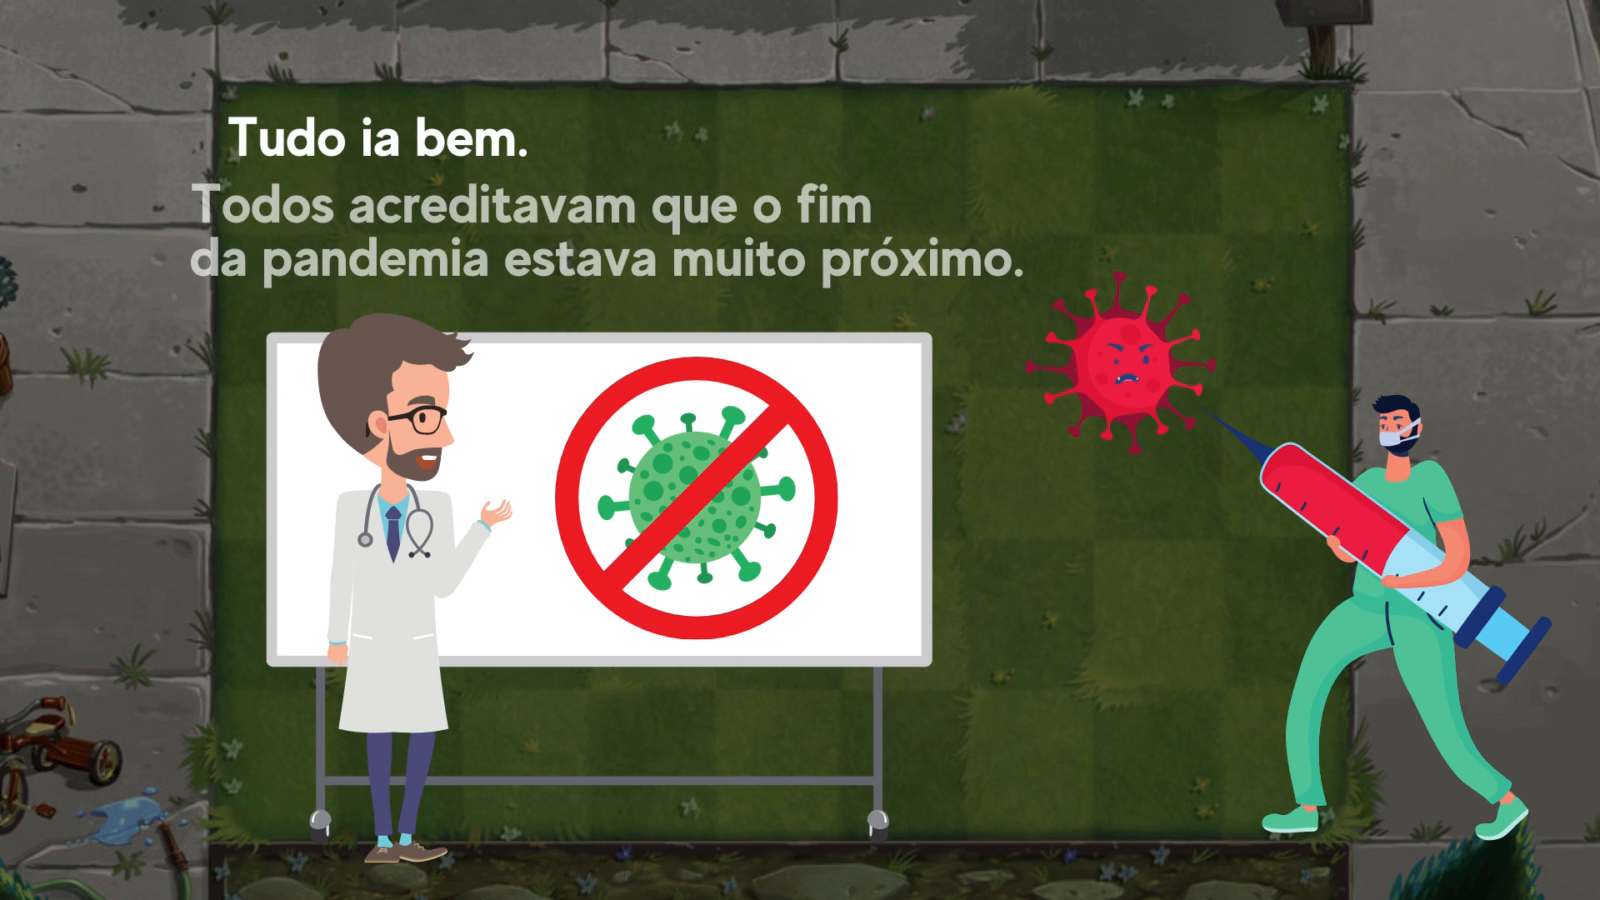 Tudo ia bem.
Todos acreditavam que o fim
da pandemia estava muito próximo.